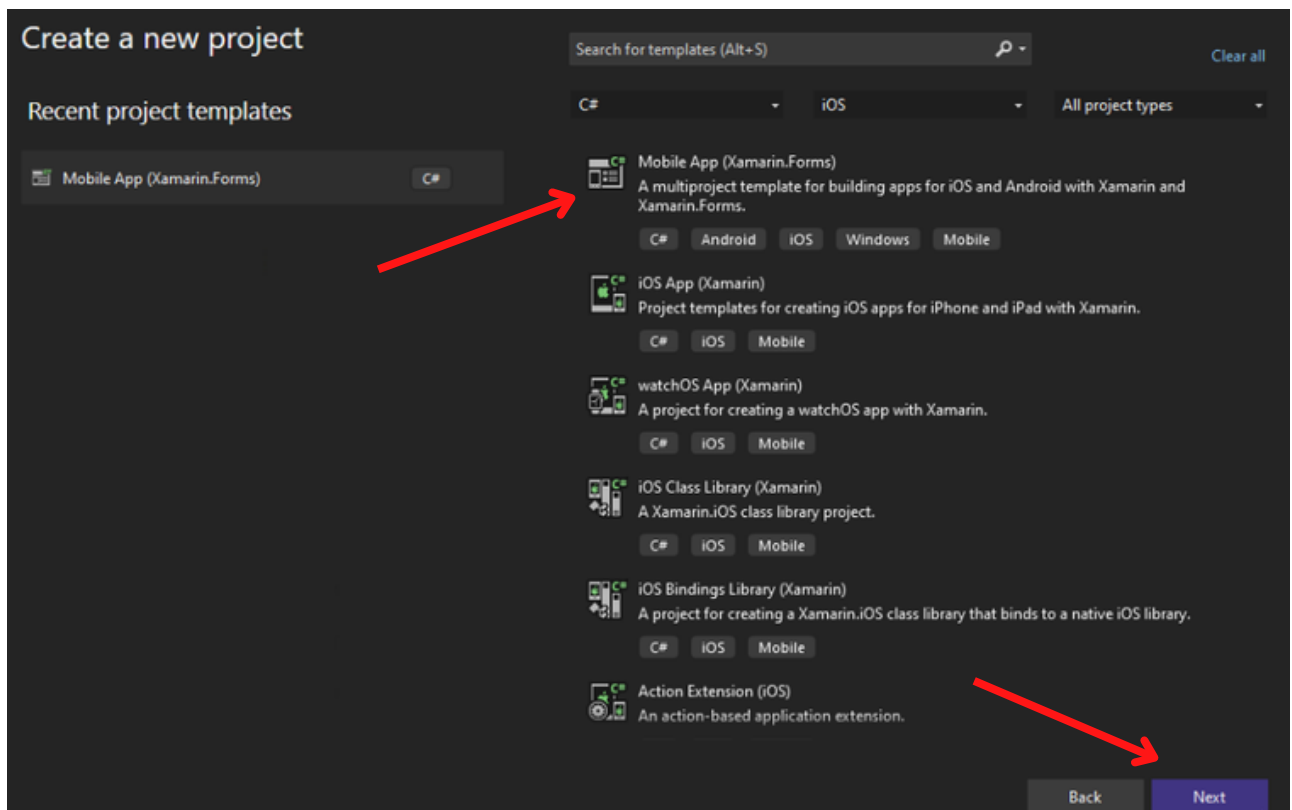 Create a new project
Search for templates (Alt+S)
Clear all
Recent project templates
C#
iOS
All project types
Mobile App (Xamarin.Forms)
C#
Mobile App (Xamarin.Forms)
A multiproject template for building apps for iOS and Android with Xamarin and
Xamarin.Forms.
C# Android iOS Windows Mobile
iOS App (Xamarin)
Project templates for creating iOS apps for iPhone and iPad with Xamarin.
C# iOS Mobile
watchOS App (Xamarin)
A project for creating a watchOS app with Xamarin.
C# iOS Mobile
iOS Class Library (Xamarin)
A Xamarin.iOS class library project.
C# iOS Mobile
iOS Bindings Library (Xamarin)
A project for creating a Xamarin.iOS class library that binds to a native iOS library.
C# iOS Mobile
Action Extension (iOS)
An action-based application extension.
Back
Next